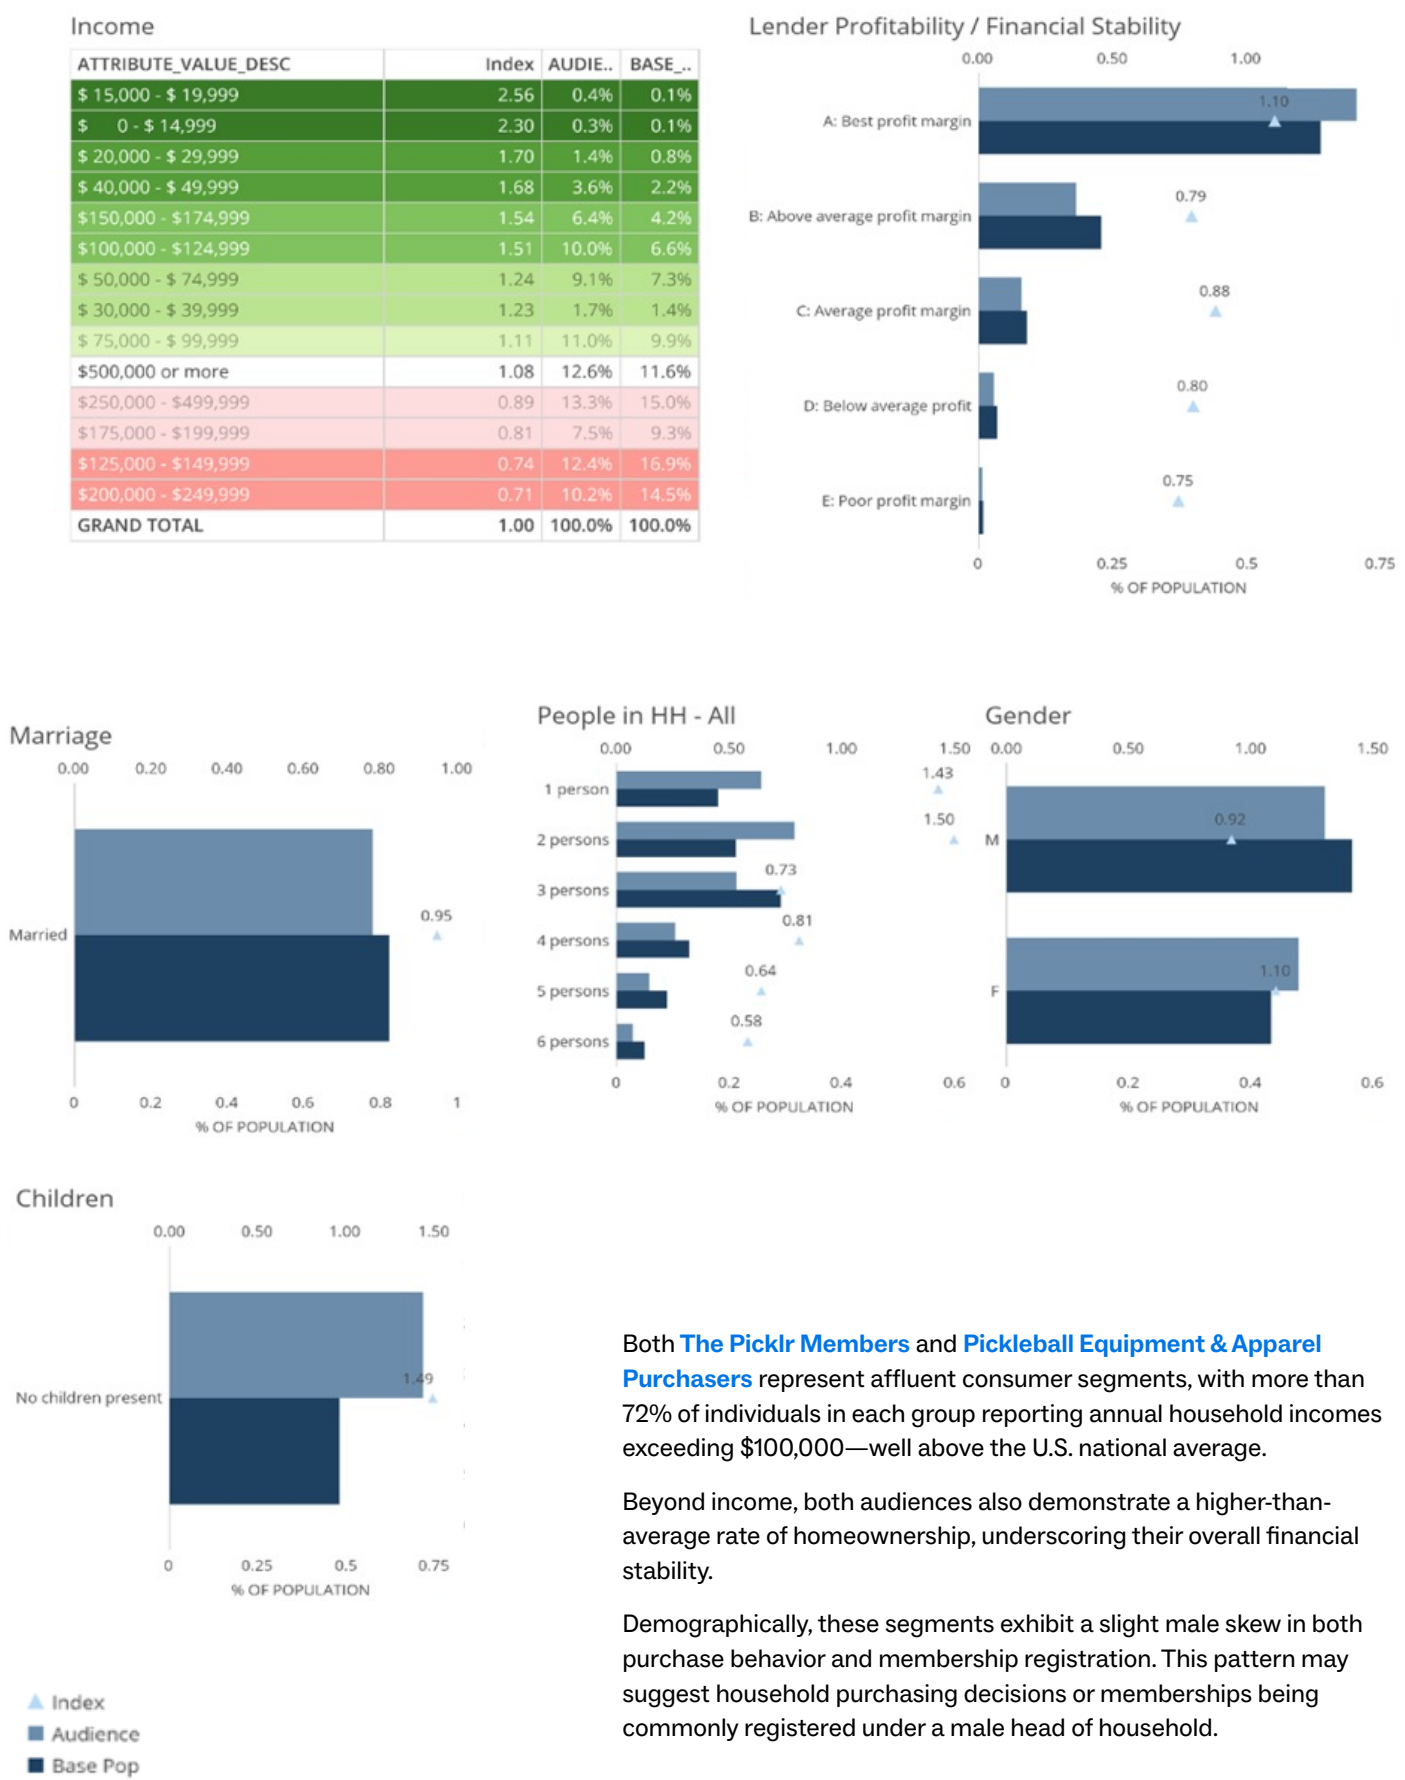 Income
ATTRIBUTE_VALUE_DESC Index AUDIE.. BASE_..
$ 15,000 - $ 19,999 2.56 0.4% 0.1%
$ 0 - $ 14,999 2.30 0.3% 0.1%
$ 20,000 - $ 29,999 1.70 1.4% 0.8%
$ 40,000 - $ 49,999 1.68 3.6% 2.2%
$150,000 - $174,999 1.54 6.4% 4.2%
$100,000 - $124,999 1.51 10.0% 6.6%
$ 50,000 - $ 74,999 1.24 9.1% 7.3%
$ 30,000 - $ 39,999 1.23 1.7% 1.4%
$ 75,000 - $ 99,999 1.11 11.0% 9.9%
$500,000 or more 1.08 12.6% 11.6%
$250,000 - $499,999 0.89 13.3% 15.0%
$175,000 - $199,999 0.81 7.5% 9.3%
$125,000 - $149,999 0.74 12.4% 16.9%
$200,000 - $249,999 0.71 10.2% 14.5%
GRAND TOTAL 1.00 100.0% 100.0%
Lender Profitability / Financial Stability
0.00 0.50 1.00
1.10
A: Best profit margin
0.79
B: Above average profit margin
0.88
C: Average profit margin
0.80
D: Below average profit
0.75
E: Poor profit margin
0 0.25 0.5 0.75
% OF POPULATION
Marriage
0.00 0.20 0.40 0.60 0.80 1.00
0.95
Married
0 0.2 0.4 0.6 0.8 1
% OF POPULATION
People in HH - All
0.00 0.50 1.00 1.50
1.43
1 person
1.50
2 persons
0.73
3 persons
0.81
4 persons
0.64
5 persons
0.58
6 persons
0 0.2 0.4 0.6
% OF POPULATION
Gender
0.00 0.50 1.00 1.50
0.92
M
1.10
F
0 0.2 0.4 0.6
% OF POPULATION
Children
0.00 0.50 1.00 1.50
1.49
No children present
0 0.25 0.5 0.75
% OF POPULATION
Index
Audience
Base Pop
Both The Picklr Members and Pickleball Equipment & Apparel
Purchasers represent affluent consumer segments, with more than
72% of individuals in each group reporting annual household incomes
exceeding $100,000—well above the U.S. national average.
Beyond income, both audiences also demonstrate a higher-than-
average rate of homeownership, underscoring their overall financial
stability.
Demographically, these segments exhibit a slight male skew in both
purchase behavior and membership registration. This pattern may
suggest household purchasing decisions or memberships being
commonly registered under a male head of household.